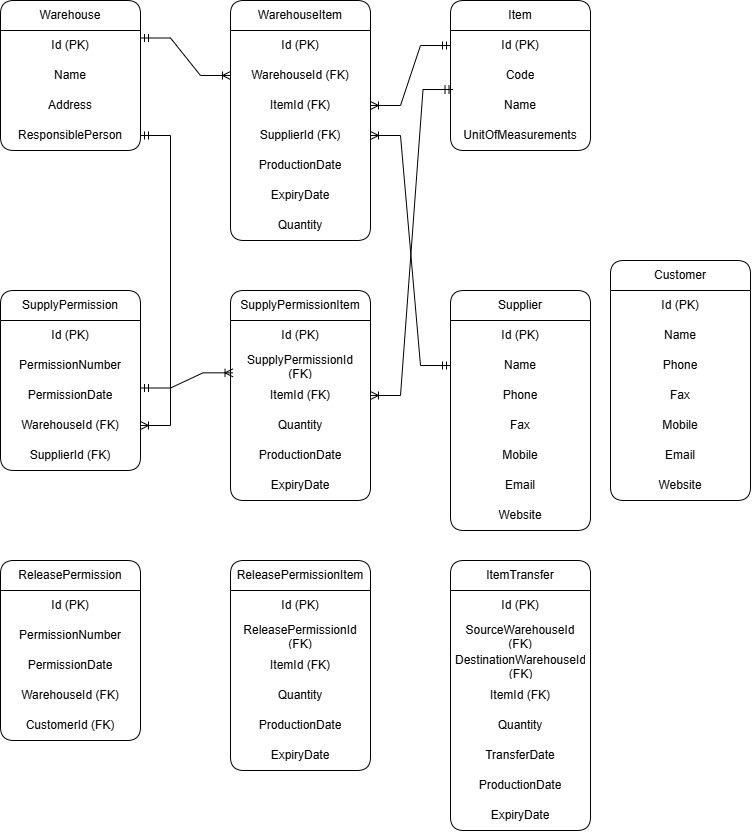 Warehouse
Id (PK)
Name
Address
ResponsiblePerson
WarehouseItem
Id (PK)
WarehouseId (FK)
ItemId (FK)
SupplierId (FK)
ProductionDate
ExpiryDate
Quantity
Item
Id (PK)
Code
Name
UnitOfMeasurements
SupplyPermission
Id (PK)
PermissionNumber
PermissionDate
WarehouseId (FK)
SupplierId (FK)
SupplyPermissionItem
Id (PK)
SupplyPermissionId
(FK)
ItemId (FK)
Quantity
ProductionDate
ExpiryDate
Supplier
Id (PK)
Name
Phone
Fax
Mobile
Email
Website
Customer
Id (PK)
Name
Phone
Fax
Mobile
Email
Website
ReleasePermission
Id (PK)
PermissionNumber
PermissionDate
WarehouseId (FK)
CustomerId (FK)
ReleasePermissionItem
Id (PK)
ReleasePermissionId
(FK)
ItemId (FK)
Quantity
ProductionDate
ExpiryDate
ItemTransfer
Id (PK)
SourceWarehouseId
(FK)
DestinationWarehouseId
(FK)
ItemId (FK)
Quantity
TransferDate
ProductionDate
ExpiryDate